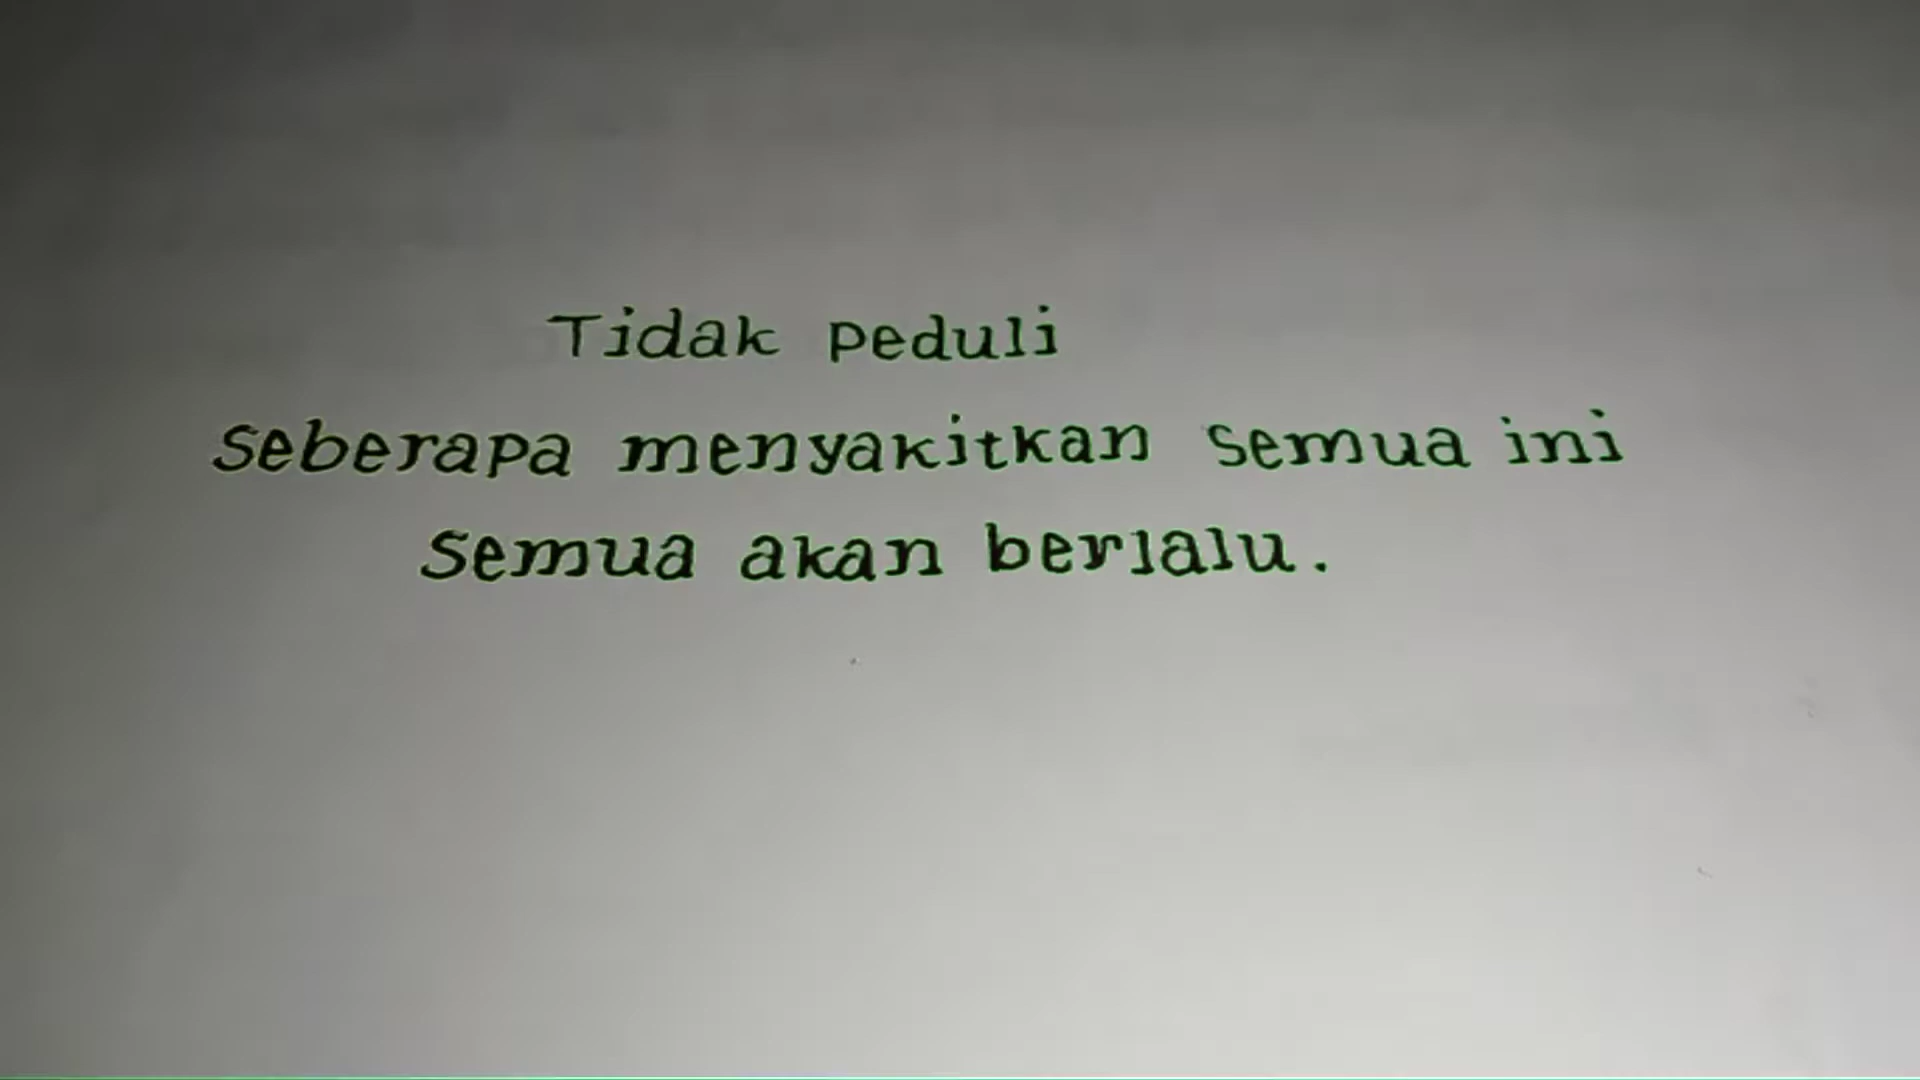 Tidak peduli
seberapa menyakitkan semua ini
semua akan berlalu.